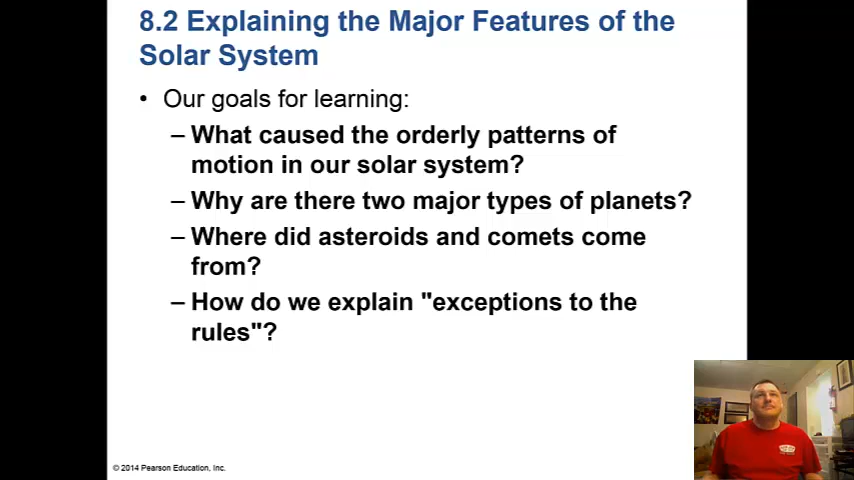 8.2 Explaining the Major Features of the
Solar System
• Our goals for learning:
– What caused the orderly patterns of
motion in our solar system?
– Why are there two major types of planets?
– Where did asteroids and comets come
from?
– How do we explain "exceptions to the
rules"?
© 2014 Pearson Education, Inc.